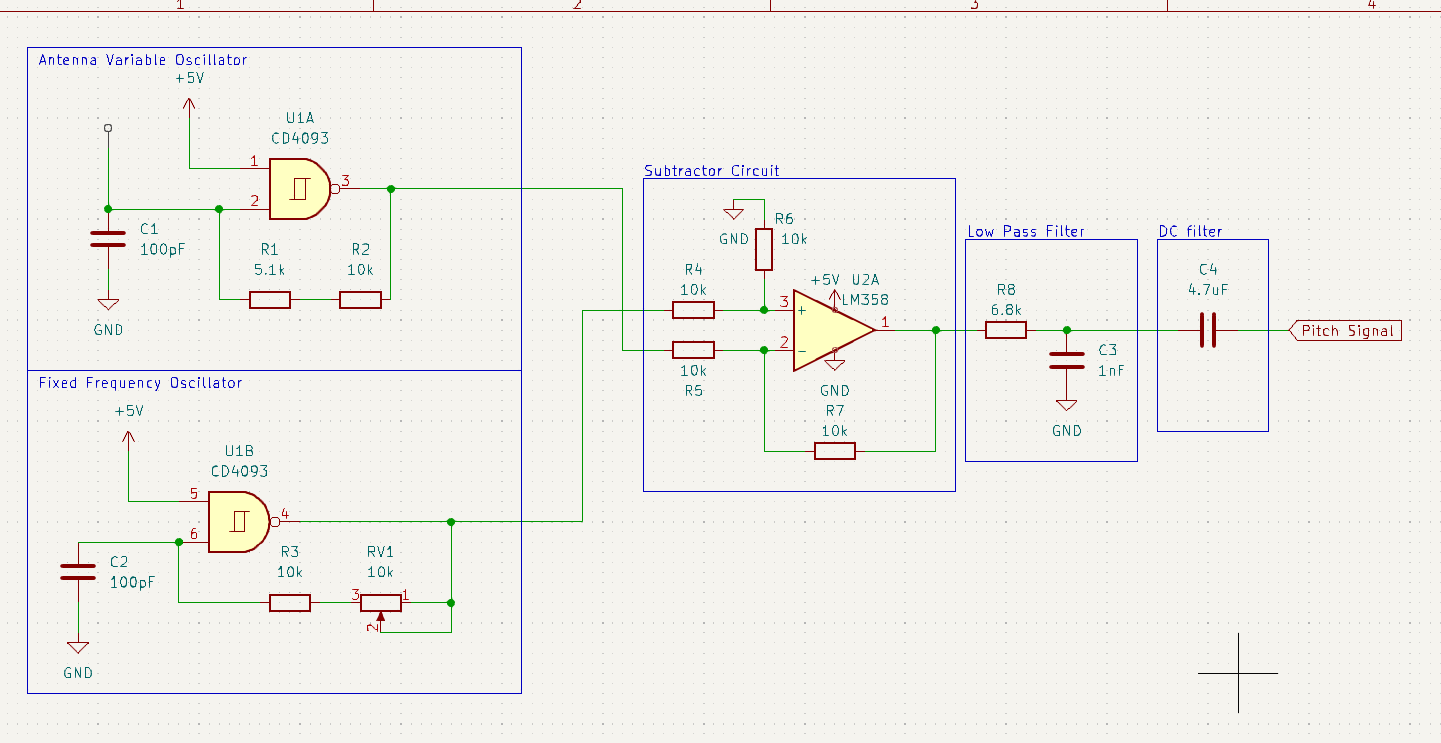 1 2 3 4
Antenna Variable Oscillator
+5V
U1A
CD4093
1
3
2
C1
100pF
R1
5.1k
R2
10k
GND
Fixed Frequency Oscillator
+5V
U1B
CD4093
5
4
6
C2
100pF
R3
10k
RV1
10k
3
1
2
GND
Subtractor Circuit
GND
R6
10k
R4
10k
+5V
U2A
LM358
3
+
1
2
-
10k
R5
GND
R7
10k
Low Pass Filter
R8
6.8k
C3
1nF
GND
DC filter
C4
4.7uF
Pitch Signal